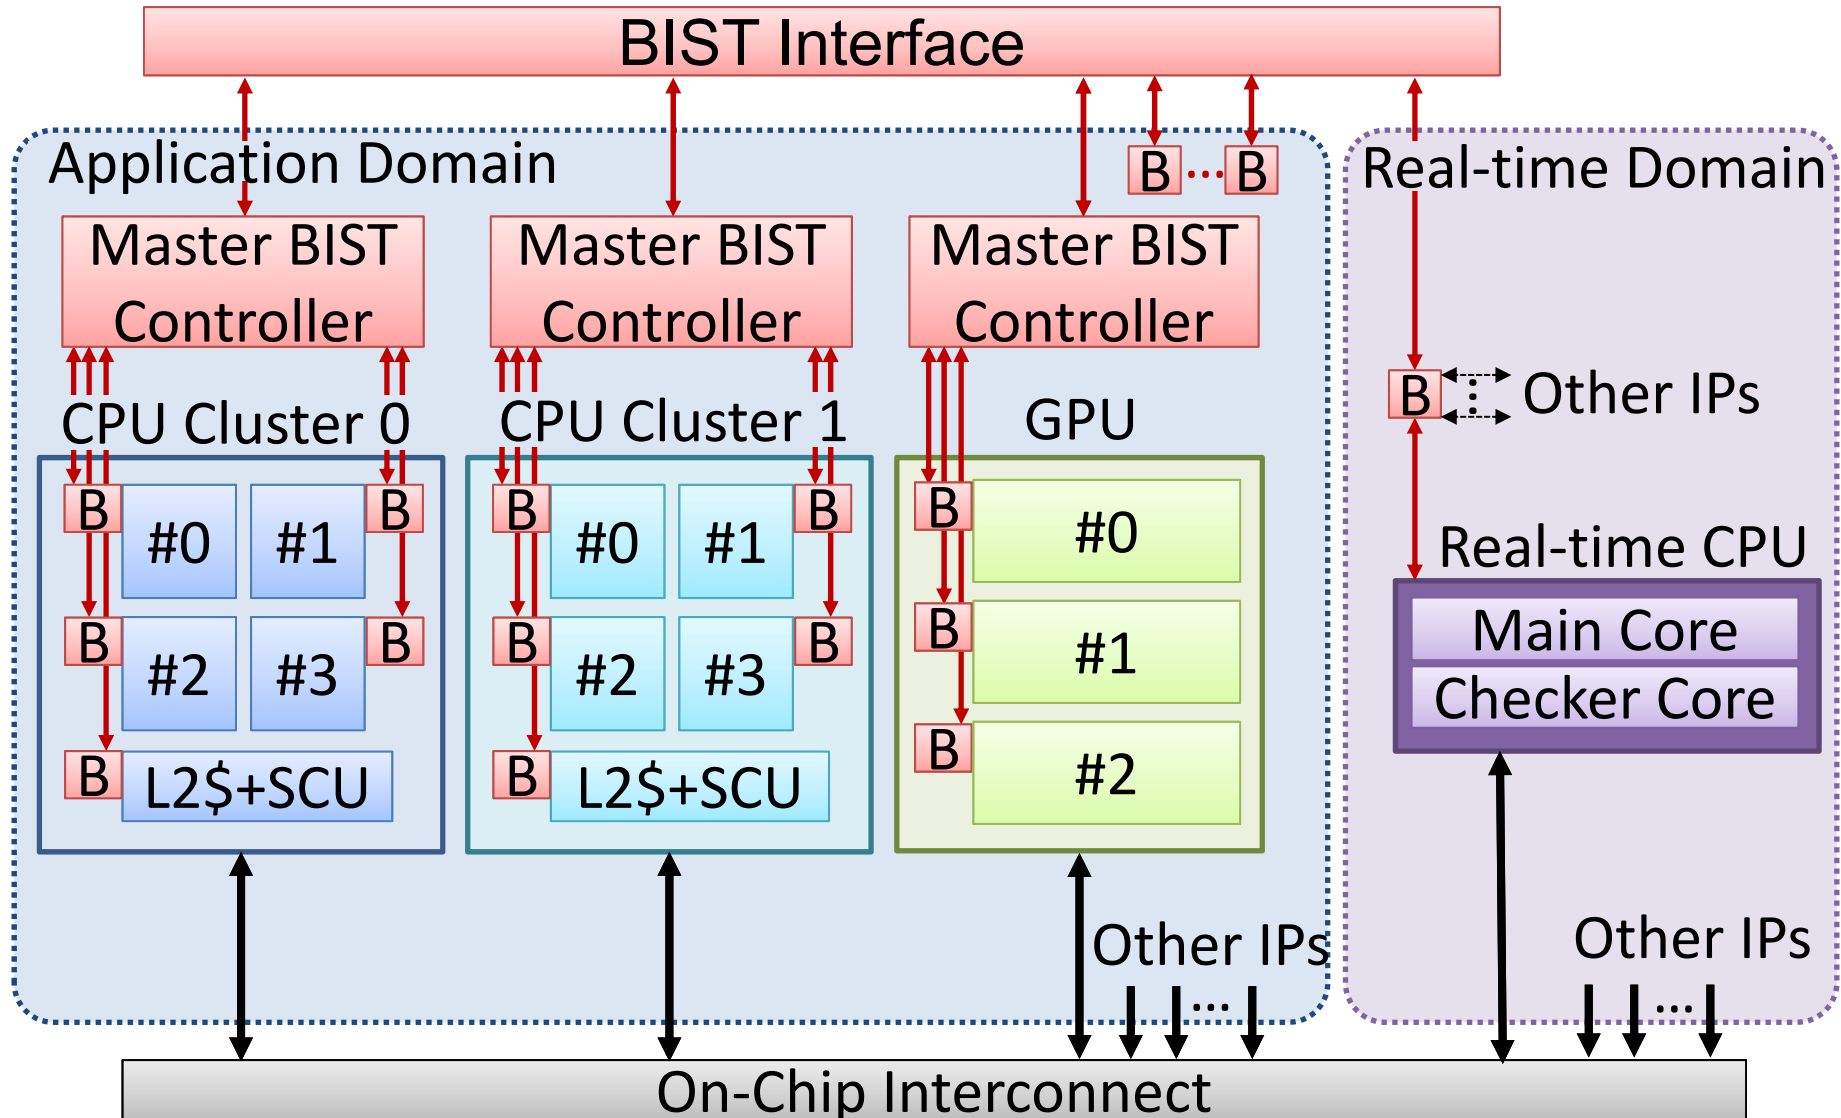 BIST Interface
Application Domain
B ... B
Real-time Domain
Master BIST
Controller
Master BIST
Controller
Master BIST
Controller
B
Other IPs
CPU Cluster 0
CPU Cluster 1
GPU
B
#0
#1
B
B
#2
#3
B
B
L2$+SCU
B
#0
#1
B
B
#2
#3
B
B
L2$+SCU
B
#0
B
#1
B
#2
Real-time CPU
Main Core
Checker Core
Other IPs
...
Other IPs
...
On-Chip Interconnect